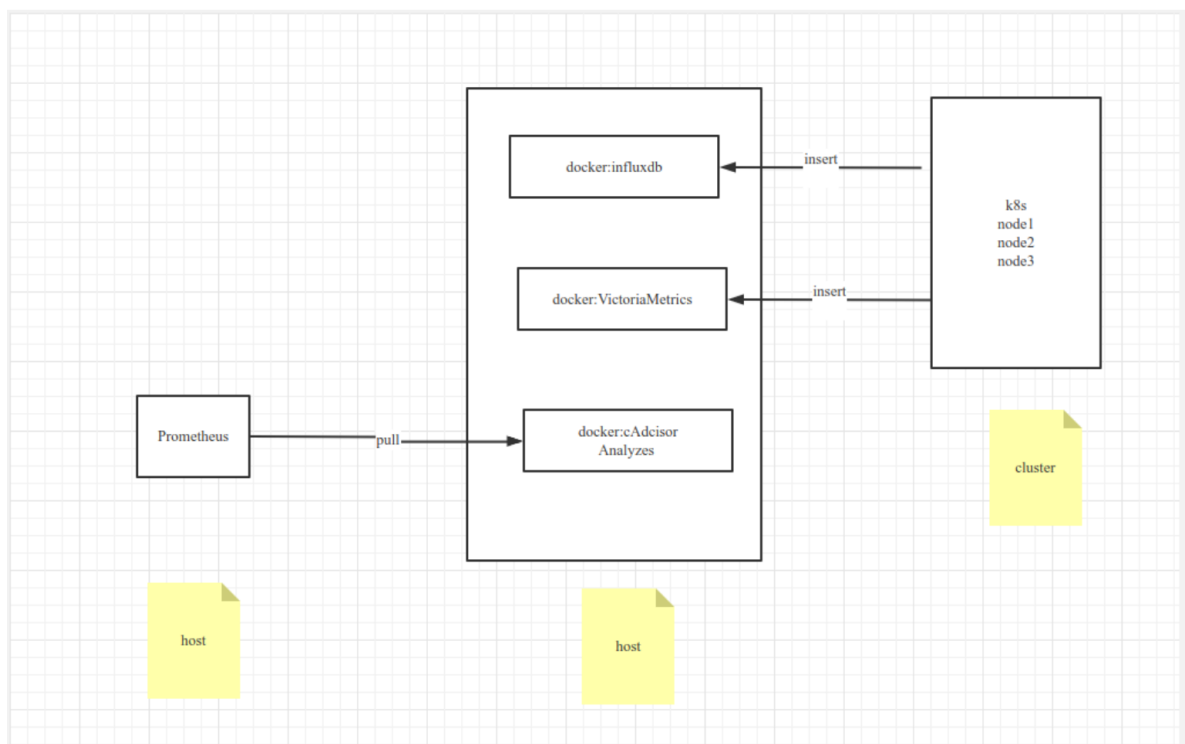 docker:influxdb
insert
k8s
node1
node2
node3
docker:VictoriaMetrics
insert
Prometheus
pull
docker:cAdcisor
Analyzes
cluster
host
host